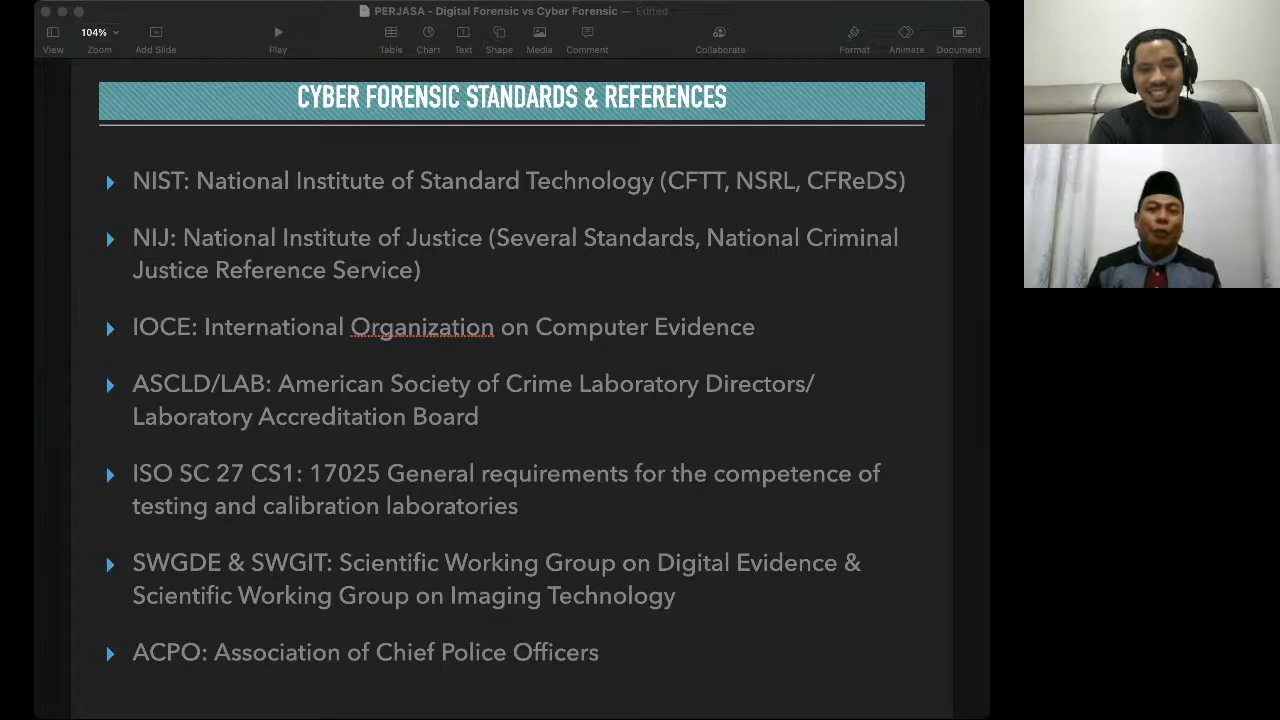 PERJASA - Digital Forensic vs Cyber Forensic — Edited
104%
View Zoom Add Slide Play Table Chart Text Shape Media Comment Collaborate Format Animate Document
CYBER FORENSIC STANDARDS & REFERENCES
NIST: National Institute of Standard Technology (CFTT, NSRL, CFReDS)
NIJ: National Institute of Justice (Several Standards, National Criminal
Justice Reference Service)
IOCE: International Organization on Computer Evidence
ASCLD/LAB: American Society of Crime Laboratory Directors/
Laboratory Accreditation Board
ISO SC 27 CS1: 17025 General requirements for the competence of
testing and calibration laboratories
SWGDE & SWGIT: Scientific Working Group on Digital Evidence &
Scientific Working Group on Imaging Technology
ACPO: Association of Chief Police Officers